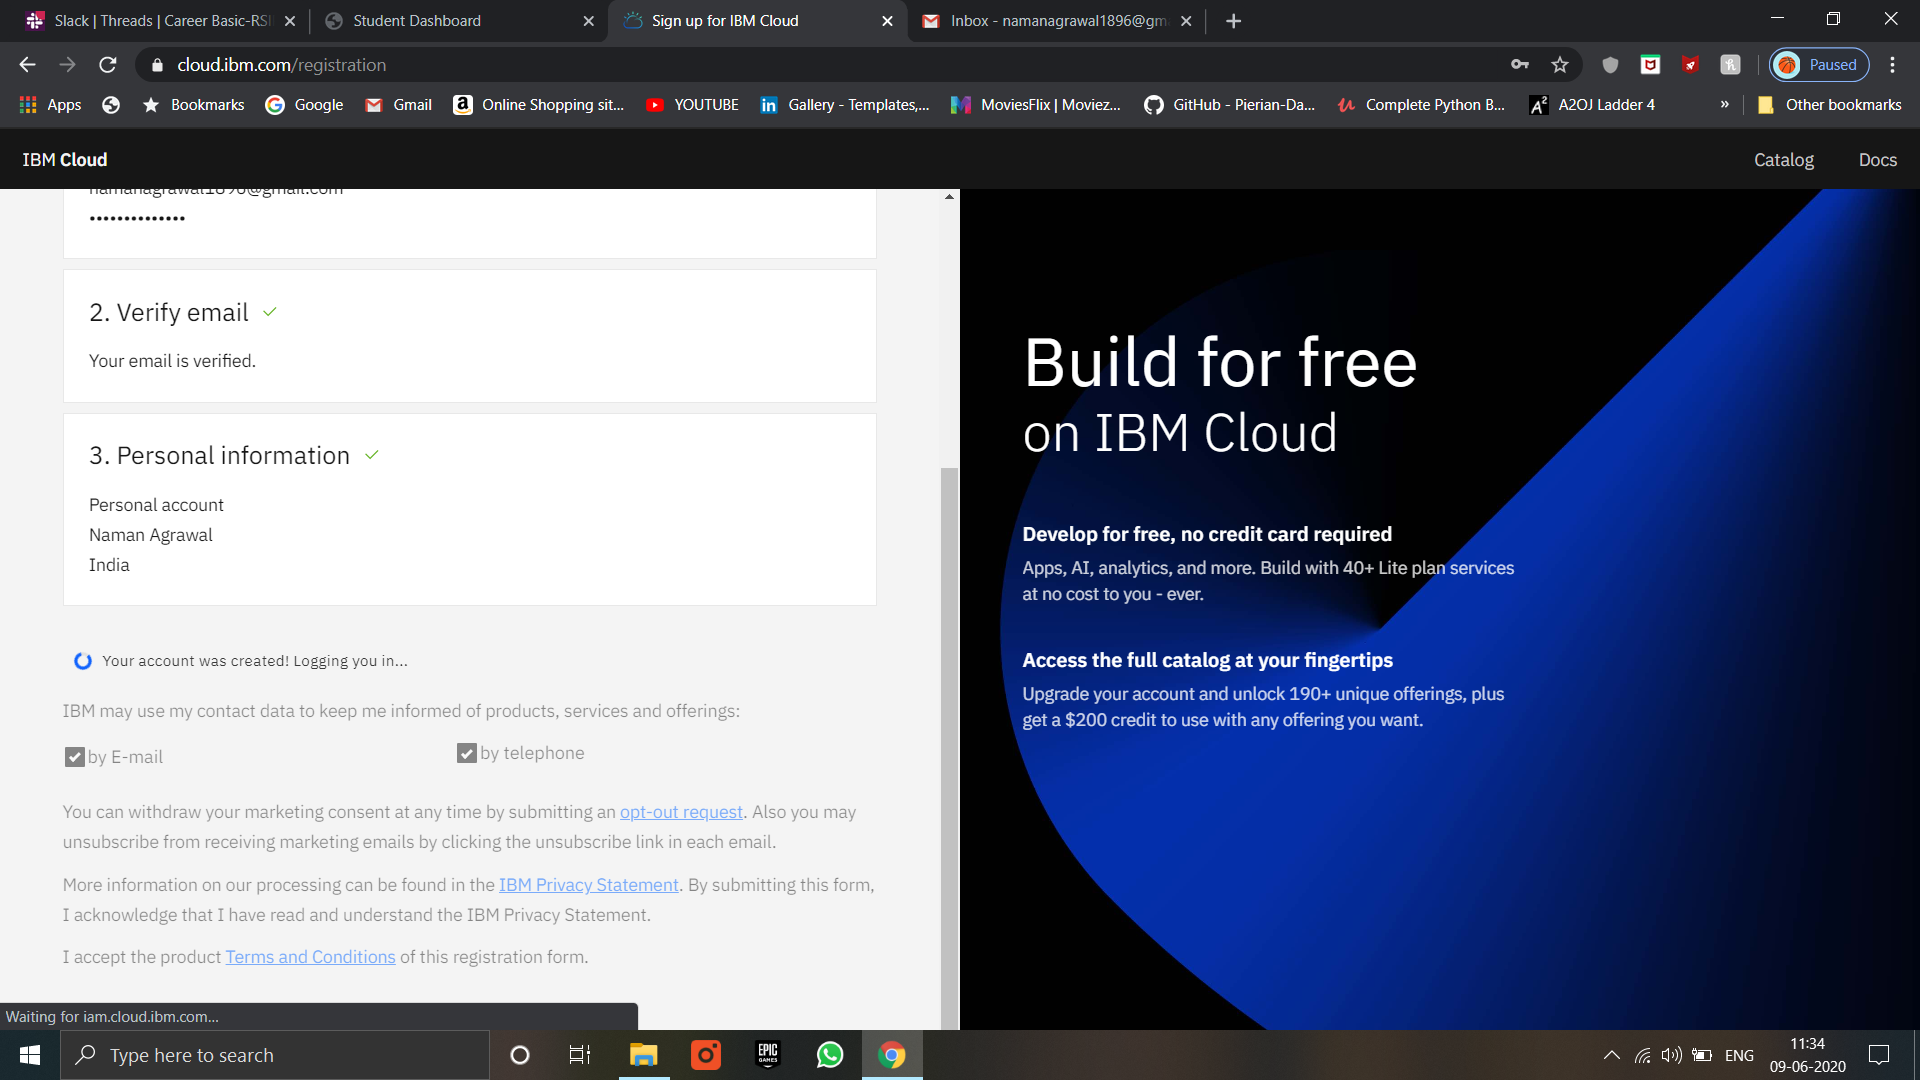 Slack | Threads | Career Basic-RSI
Student Dashboard
Sign up for IBM Cloud
Inbox - namanagrawal1896@gm
cloud.ibm.com/registration
Paused
Apps
Bookmarks
Google
Gmail
Online Shopping sit...
YOUTUBE
Gallery - Templates,...
MoviesFlix | Moviez...
GitHub - Pierian-Da...
Complete Python B...
A2OJ Ladder 4
»
Other bookmarks
IBM Cloud
Catalog
Docs
namanagrawal1896@gmail.com
••••••••••••••
2. Verify email
Your email is verified.
3. Personal information
Personal account
Naman Agrawal
India
Your account was created! Logging you in...
IBM may use my contact data to keep me informed of products, services and offerings:
by E-mail
by telephone
You can withdraw your marketing consent at any time by submitting an opt-out request. Also you may
unsubscribe from receiving marketing emails by clicking the unsubscribe link in each email.
More information on our processing can be found in the IBM Privacy Statement. By submitting this form,
I acknowledge that I have read and understand the IBM Privacy Statement.
I accept the product Terms and Conditions of this registration form.
Build for free
on IBM Cloud
Develop for free, no credit card required
Apps, AI, analytics, and more. Build with 40+ Lite plan services
at no cost to you - ever.
Access the full catalog at your fingertips
Upgrade your account and unlock 190+ unique offerings, plus
get a $200 credit to use with any offering you want.
Waiting for iam.cloud.ibm.com...
Type here to search
EPIC
GAMES
ENG
11:34
09-06-2020